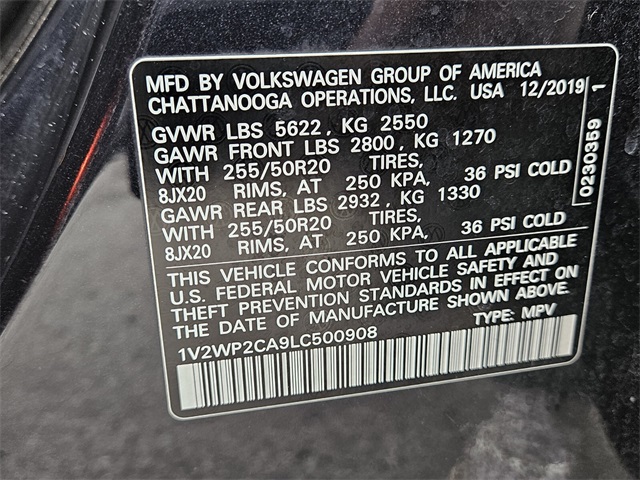 MFD BY VOLKSWAGEN GROUP OF AMERICA
CHATTANOOGA OPERATIONS, LLC. USA 12/2019
GVWR LBS 5622, KG 2550
GAWR FRONT LBS 2800, KG 1270
WITH 255/50R20 TIRES,
8JX20 RIMS, AT 250 KPA, 36 PSI COLD
GAWR REAR LBS 2932, KG 1330
WITH 255/50R20 TIRES,
8JX20 RIMS, AT 250 KPA, 36 PSI COLD
THIS VEHICLE CONFORMS TO ALL APPLICABLE
U.S. FEDERAL MOTOR VEHICLE SAFETY AND
THEFT PREVENTION STANDARDS IN EFFECT ON
THE DATE OF MANUFACTURE SHOWN ABOVE.
1V2WP2CA9LC500908 TYPE: MPV
0230359 1